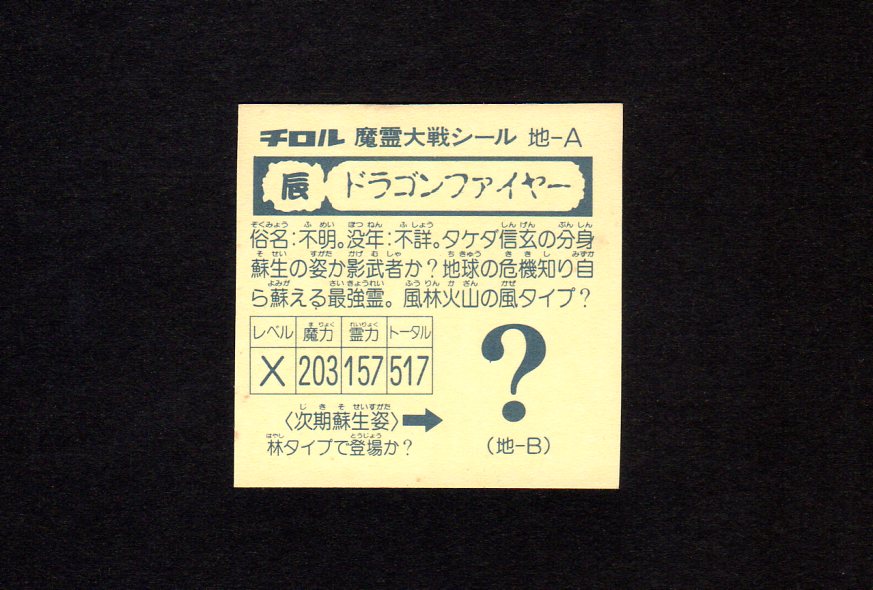 チロル 魔霊大戦シール 地-A
辰 ドラゴンファイヤー
俗名:不明。没年:不詳。タケダ信玄の分身
蘇生の姿か影武者か?地球の危機知り自
ら蘇える最強霊。風林火山の風タイプ?
レベル 魔力 霊力 トータル
X 203 157 517
?
〈次期蘇生姿〉➡
林タイプで登場か? (地-B)